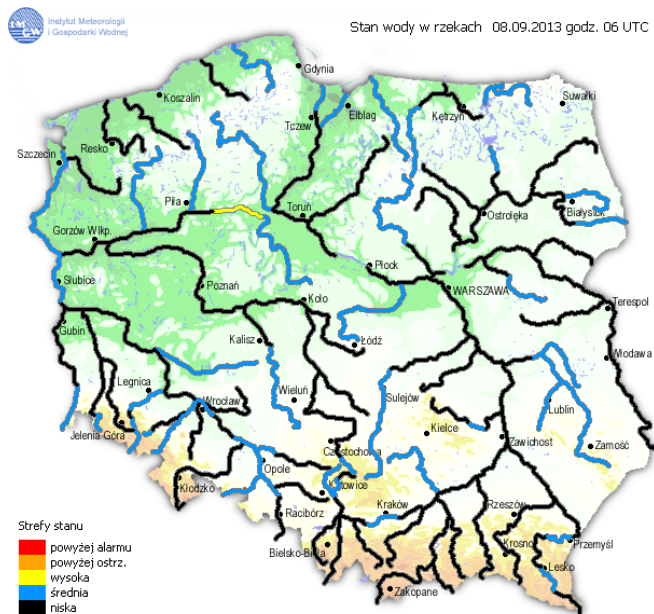 Instytut Meteorologii
i Gospodarki Wodnej
Stan wody w rzekach 08.09.2013 godz. 06 UTC
Gdynia
Koszalin
Suwałki
Elbląg
Kętrzyn
Tczew
Resko
Szczecin
Piła
Toruń
Ostrołęka
Białystok
Gorzów Wlkp.
Płock
Słubice
Poznań
WARSZAWA
Koło
Terespol
Gubin
Kalisz
Łódź
Włodawa
Legnica
Wieluń
Sulejów
Wrocław
Lublin
Jelenia Góra
Kielce
Zawichost
Zamość
Częstochowa
Opole
Kłodzko
Katowice
Racibórz
Kraków
Rzeszów
Bielsko-Biała
Krosno
Przemyśl
Lesko
Zakopane
Strefy stanu
powyżej alarmu
powyżej ostrz.
wysoka
średnia
niska